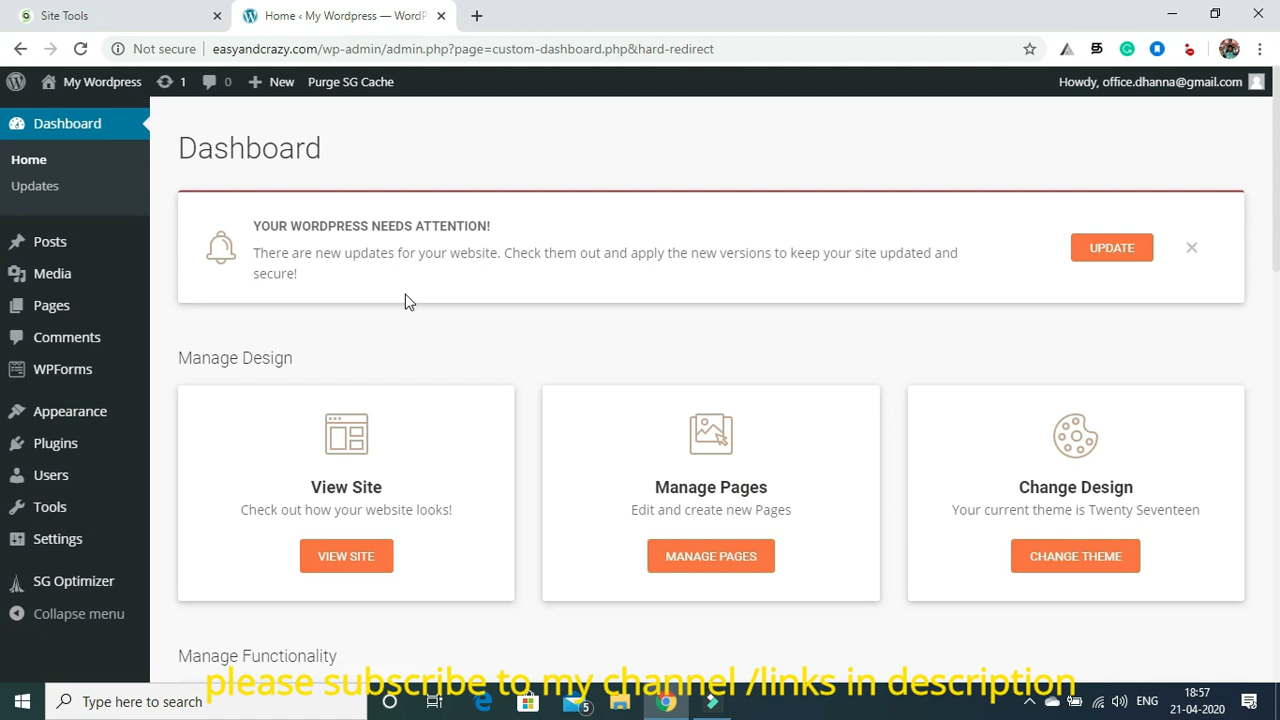 Site Tools
Home ‹ My Wordpress — WordP
Not secure
easyandcrazy.com/wp-admin/admin.php?page=custom-dashboard.php&hard-redirect
My Wordpress
1
0
New
Purge SG Cache
Howdy, office.dhanna@gmail.com
Dashboard
Home
Updates
Posts
Media
Pages
Comments
WPForms
Appearance
Plugins
Users
Tools
Settings
SG Optimizer
Collapse menu
Dashboard
YOUR WORDPRESS NEEDS ATTENTION!
There are new updates for your website. Check them out and apply the new versions to keep your site updated and
secure!
UPDATE
Manage Design
View Site
Check out how your website looks!
VIEW SITE
Manage Pages
Edit and create new Pages
MANAGE PAGES
Change Design
Your current theme is Twenty Seventeen
CHANGE THEME
Manage Functionality
please subscribe to my channel /links in description
Type here to search
5
ENG
18:57
21-04-2020